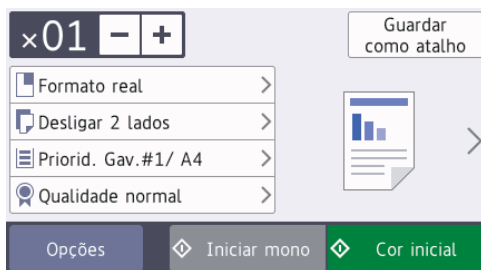 ×01 - +
Guardar
como atalho
Formato real
Desligar 2 lados
Priorid. Gav.#1/ A4
Qualidade normal
Opções
Iniciar mono
Cor inicial